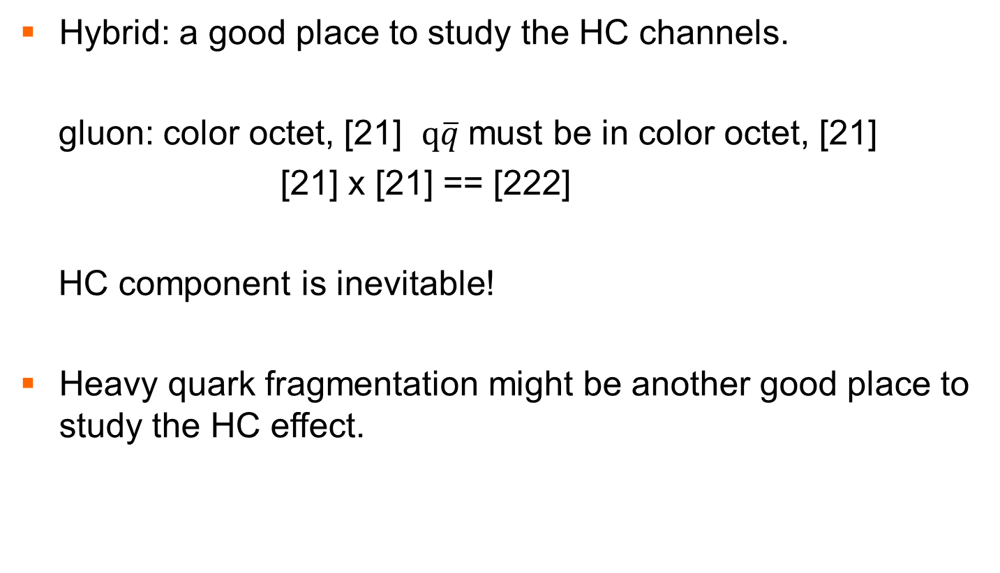 ▪ Hybrid: a good place to study the HC channels.
gluon: color octet, [21] qq̅ must be in color octet, [21]
[21] x [21] == [222]
HC component is inevitable!
▪ Heavy quark fragmentation might be another good place to
study the HC effect.